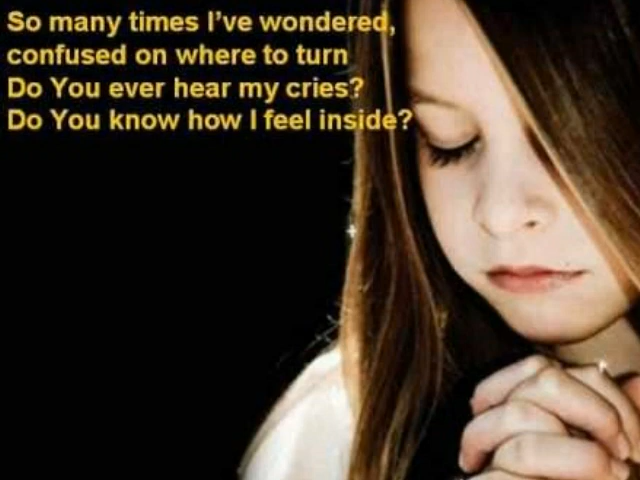 So many times I’ve wondered,
confused on where to turn
Do You ever hear my cries?
Do You know how I feel inside?